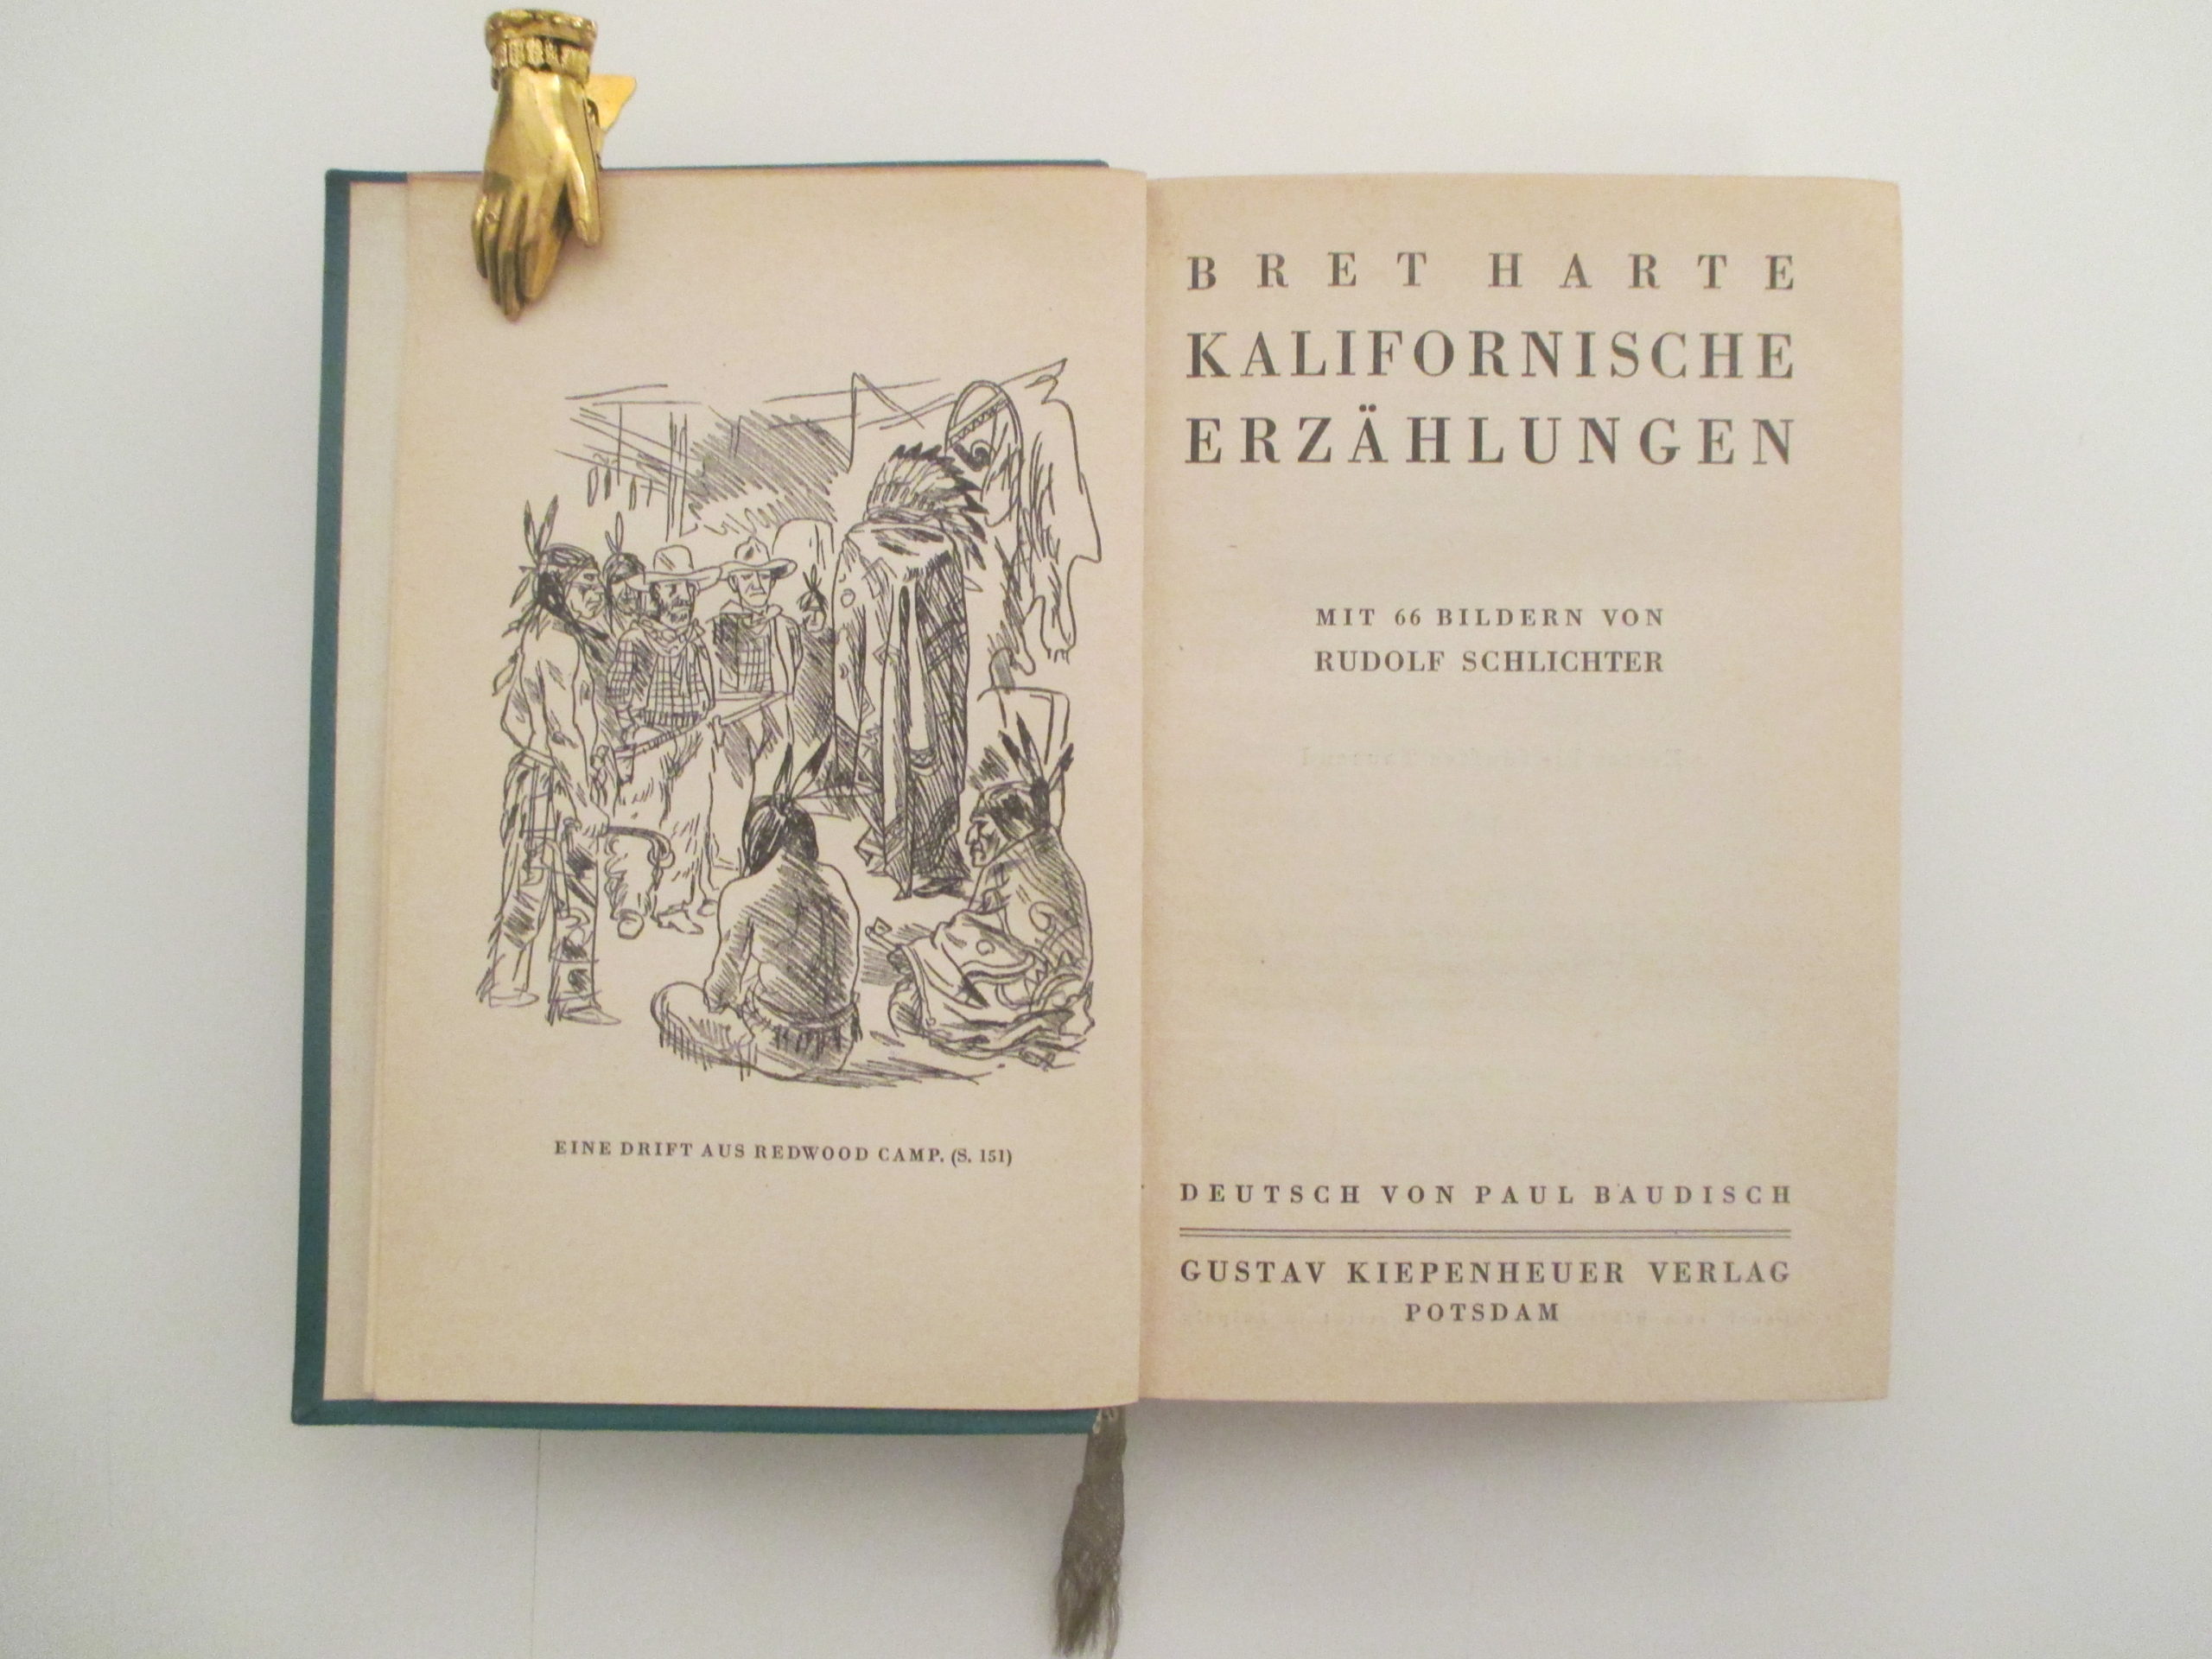 EINE DRIFT AUS REDWOOD CAMP. (S. 151)
BRET HARTE
KALIFORNISCHE
ERZÄHLUNGEN
MIT 66 BILDERN VON
RUDOLF SCHLICHTER
DEUTSCH VON PAUL BAUDISCH
GUSTAV KIEPENHEUER VERLAG
POTSDAM